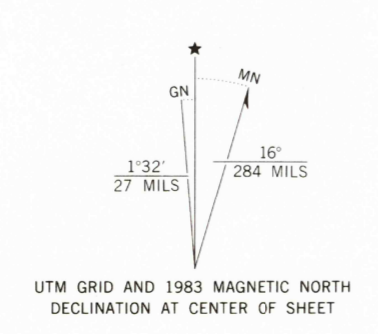 ★
MN
GN
1°32'
27 MILS
16°
284 MILS
UTM GRID AND 1983 MAGNETIC NORTH
DECLINATION AT CENTER OF SHEET